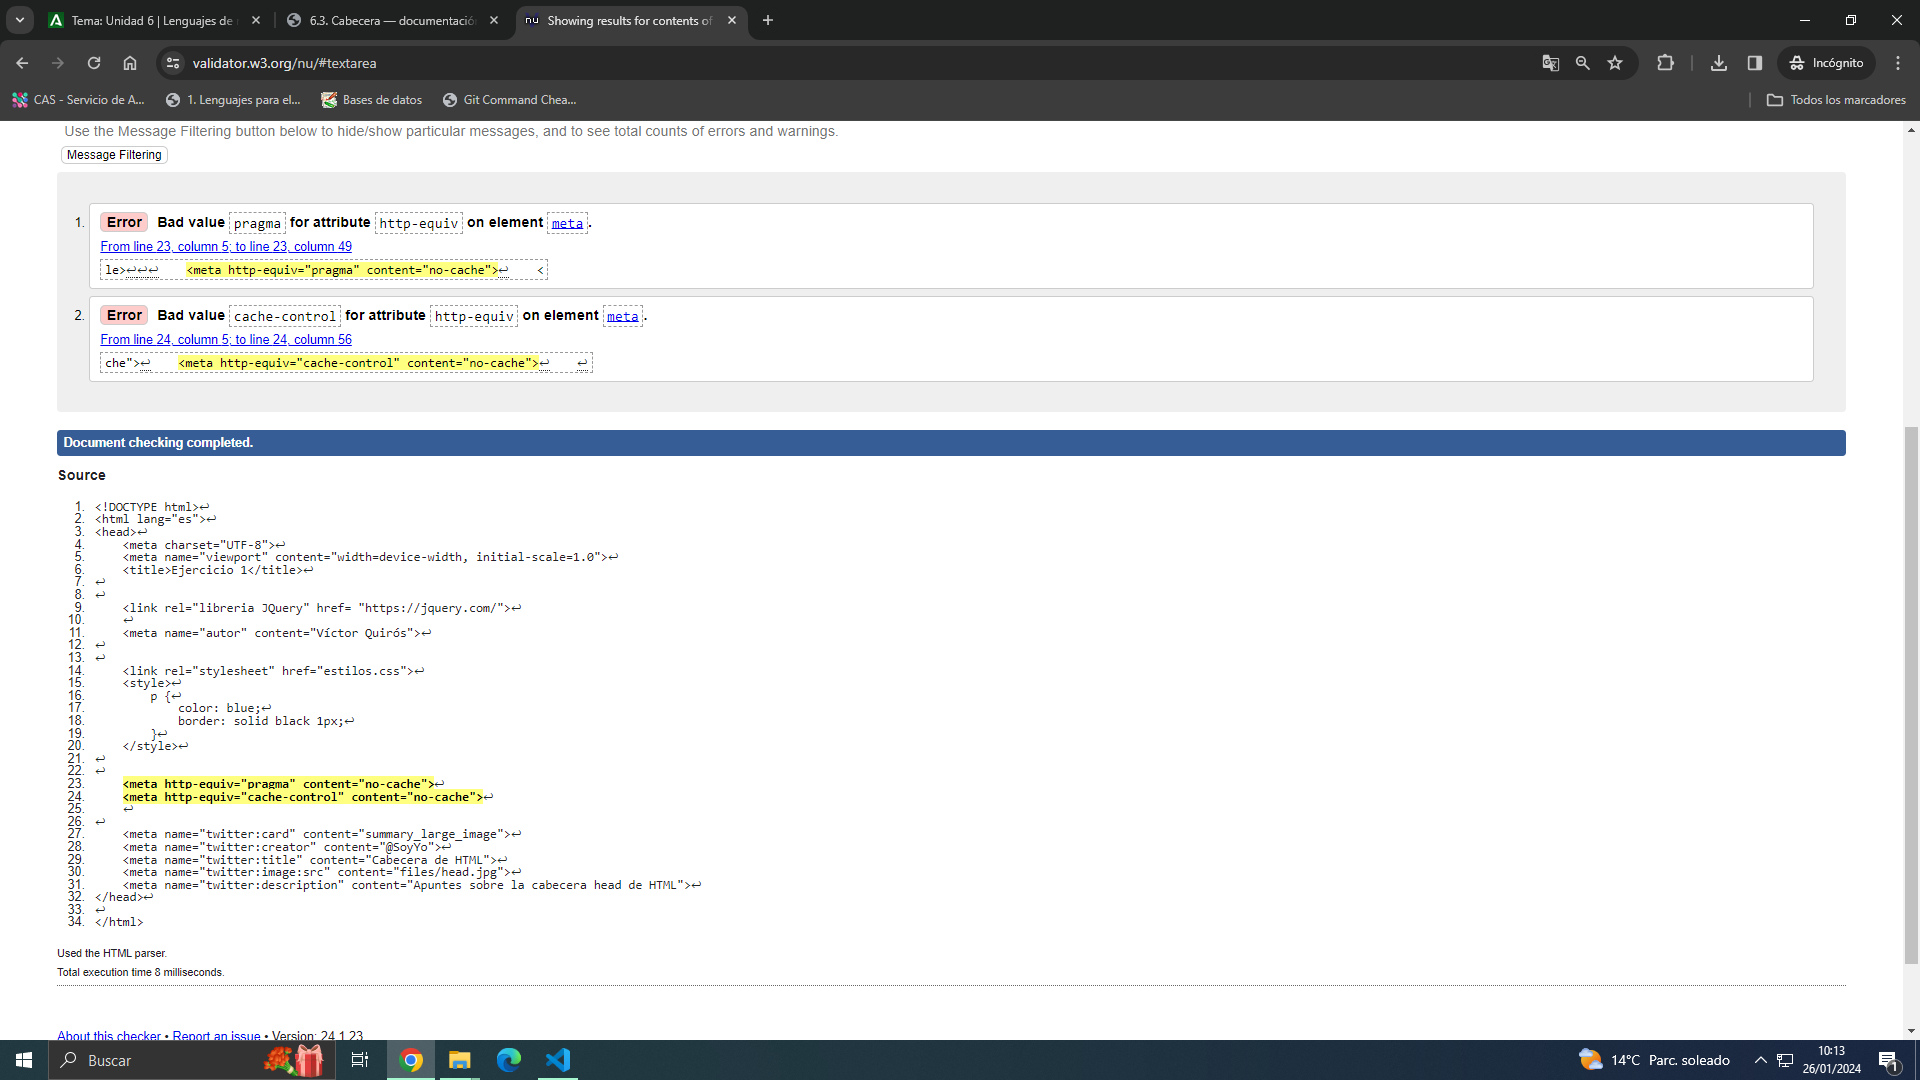 Tema: Unidad 6 | Lenguajes de
6.3. Cabecera — documentació
nu Showing results for contents of
validator.w3.org/nu/#textarea
Incógnito
CAS - Servicio de A...
1. Lenguajes para el...
Bases de datos
Git Command Chea...
Todos los marcadores
Use the Message Filtering button below to hide/show particular messages, and to see total counts of errors and warnings.
Message Filtering
1. Error Bad value pragma for attribute http-equiv on element meta.
From line 23, column 5; to line 23, column 49
le>↩↩↩    <meta http-equiv="pragma" content="no-cache">↩    <
2. Error Bad value cache-control for attribute http-equiv on element meta.
From line 24, column 5; to line 24, column 56
che">↩    <meta http-equiv="cache-control" content="no-cache">↩    ↩
Document checking completed.
Source
1. <!DOCTYPE html>↩
2. <html lang="es">↩
3. <head>↩
4.     <meta charset="UTF-8">↩
5.     <meta name="viewport" content="width=device-width, initial-scale=1.0">↩
6.     <title>Ejercicio 1</title>↩
7. ↩
8. ↩
9.     <link rel="libreria JQuery" href= "https://jquery.com/">↩
10.     ↩
11.     <meta name="autor" content="Víctor Quirós">↩
12. ↩
13. ↩
14.     <link rel="stylesheet" href="estilos.css">↩
15.     <style>↩
16.         p {↩
17.             color: blue;↩
18.             border: solid black 1px;↩
19.         }↩
20.     </style>↩
21. ↩
22. ↩
23.     <meta http-equiv="pragma" content="no-cache">↩
24.     <meta http-equiv="cache-control" content="no-cache">↩
25.     ↩
26. ↩
27.     <meta name="twitter:card" content="summary_large_image">↩
28.     <meta name="twitter:creator" content="@SoyYo">↩
29.     <meta name="twitter:title" content="Cabecera de HTML">↩
30.     <meta name="twitter:image:src" content="files/head.jpg">↩
31.     <meta name="twitter:description" content="Apuntes sobre la cabecera head de HTML">↩
32. </head>↩
33. ↩
34. </html>
Used the HTML parser.
Total execution time 8 milliseconds.
About this checker • Report an issue • Version: 24.1.23
Buscar
14°C Parc. soleado
10:13
26/01/2024
1